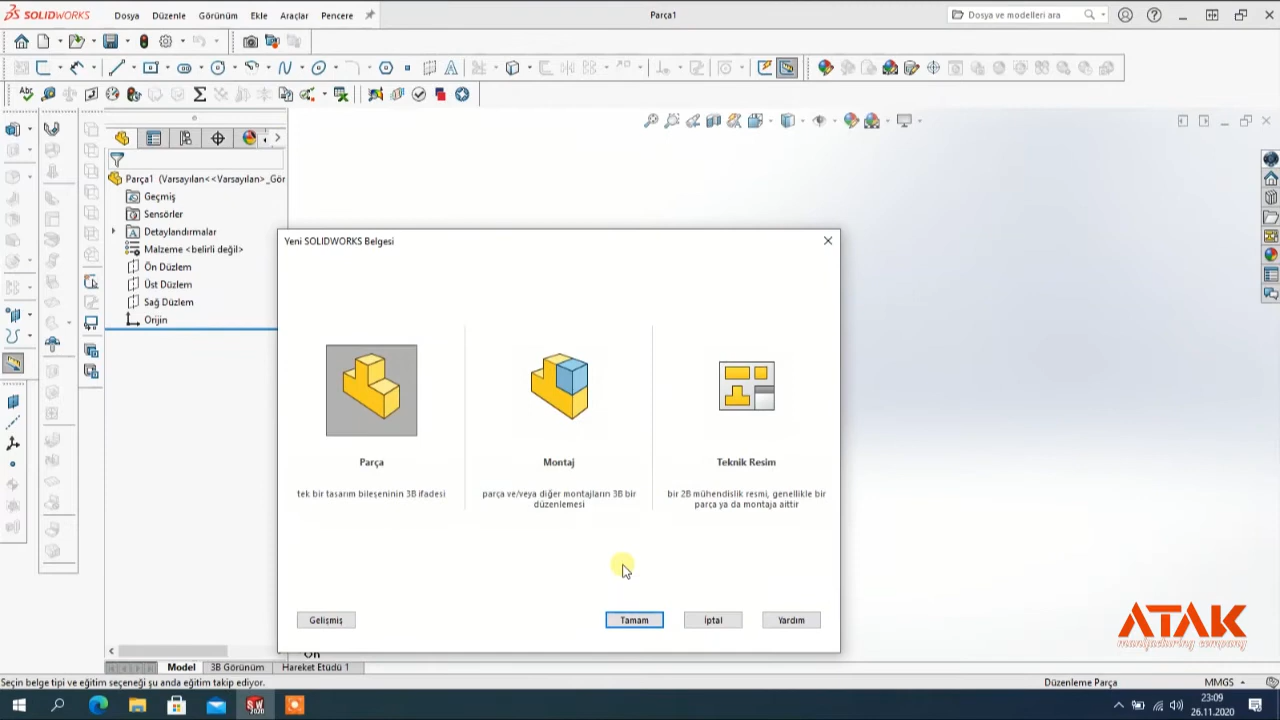 SOLIDWORKS Dosya Düzenle Görünüm Ekle Araçlar Pencere Parça1 Dosya ve modelleri ara
Parça1 (Varsayılan<<Varsayılan>_Gör
Geçmiş
Sensörler
Detaylandırmalar
Malzeme <belirli değil>
Ön Düzlem
Üst Düzlem
Sağ Düzlem
Orijin
Yeni SOLIDWORKS Belgesi
Parça Montaj Teknik Resim
tek bir tasarım bileşeninin 3B ifadesi
parça ve/veya diğer montajların 3B bir
düzenlemesi
bir 2B mühendislik resmi, genellikle bir
parça ya da montaja aittir
Gelişmiş Tamam İptal Yardım
ATAK
manufacturing company
Model 3B Görünüm Hareket Etüdü 1
Seçin belge tipi ve eğitim seçeneği şu anda eğitim takip ediyor. Düzenleme Parça MMGS
23:09
26.11.2020